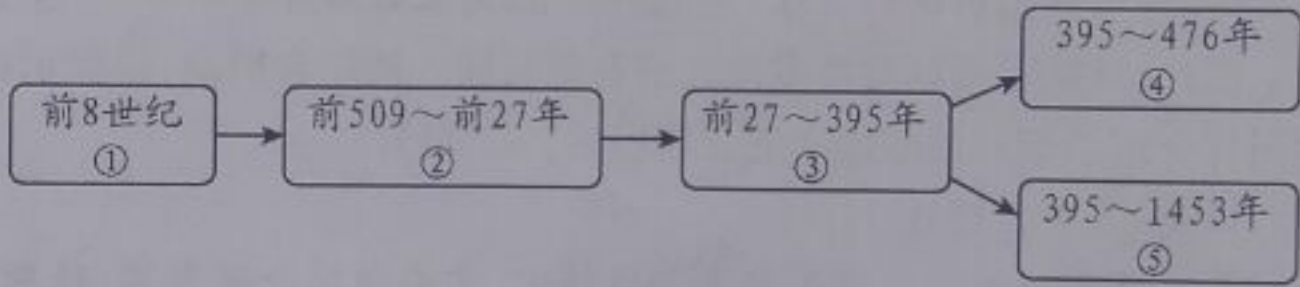 前8世纪
①
前509～前27年
②
前27～395年
③
395～476年
④
395～1453年
⑤